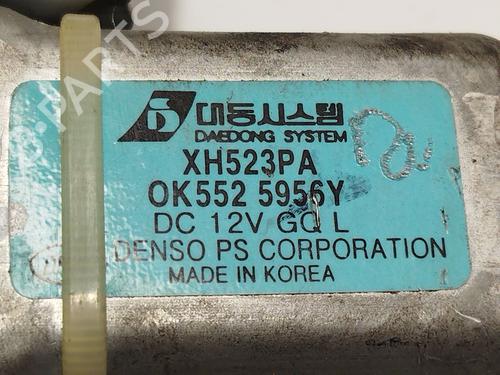 대동시스템
DAEDONG SYSTEM
XH523PA
OK552 5956Y
DC 12V GQ L
DENSO PS CORPORATION
MADE IN KOREA